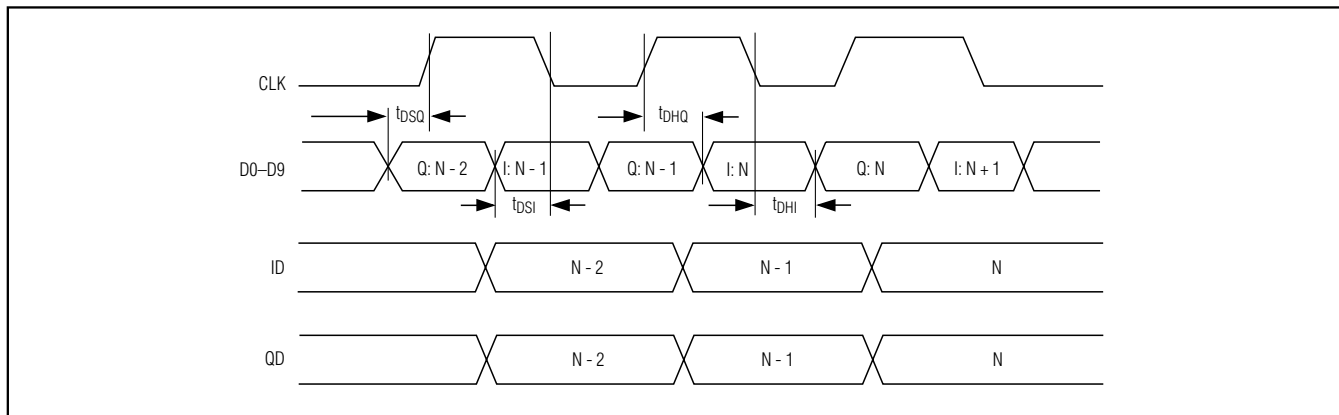 CLK
tDSQ
tDHQ
D0–D9
Q: N - 2
I: N - 1
Q: N - 1
I: N
Q: N
I: N + 1
tDSI
tDHI
ID
N - 2
N - 1
N
QD
N - 2
N - 1
N